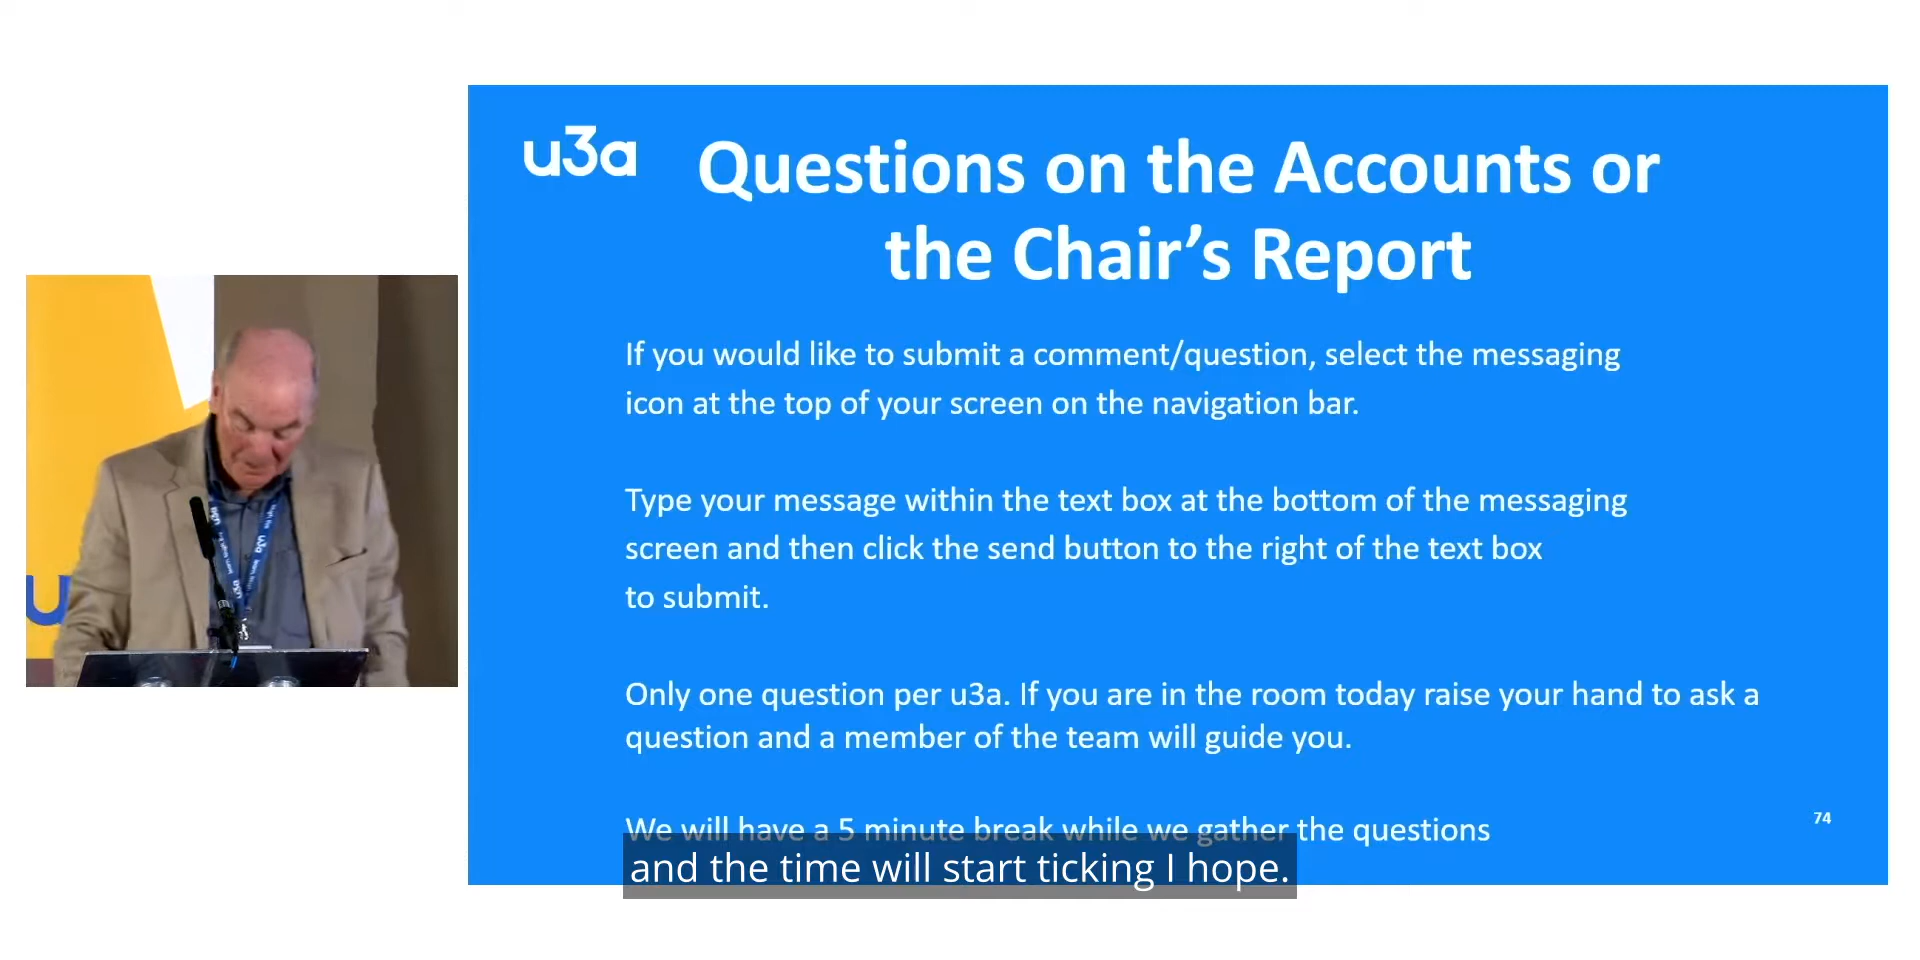 u3a
Questions on the Accounts or
the Chair's Report
If you would like to submit a comment/question, select the messaging
icon at the top of your screen on the navigation bar.
Type your message within the text box at the bottom of the messaging
screen and then click the send button to the right of the text box
to submit.
Only one question per u3a. If you are in the room today raise your hand to ask a
question and a member of the team will guide you.
We will have a 5 minute break while we gather the questions
74
and the time will start ticking I hope.
u
u3a